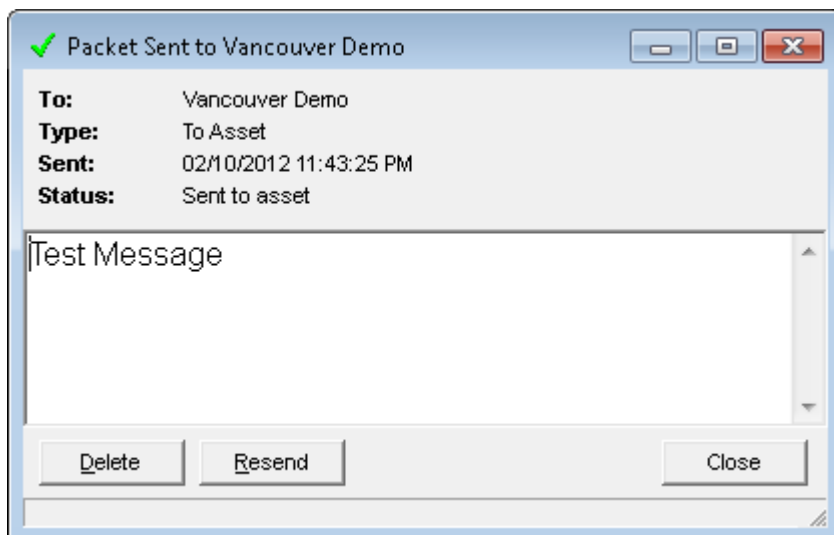 Packet Sent to Vancouver Demo
To: Vancouver Demo
Type: To Asset
Sent: 02/10/2012 11:43:25 PM
Status: Sent to asset
Test Message
Delete Resend Close